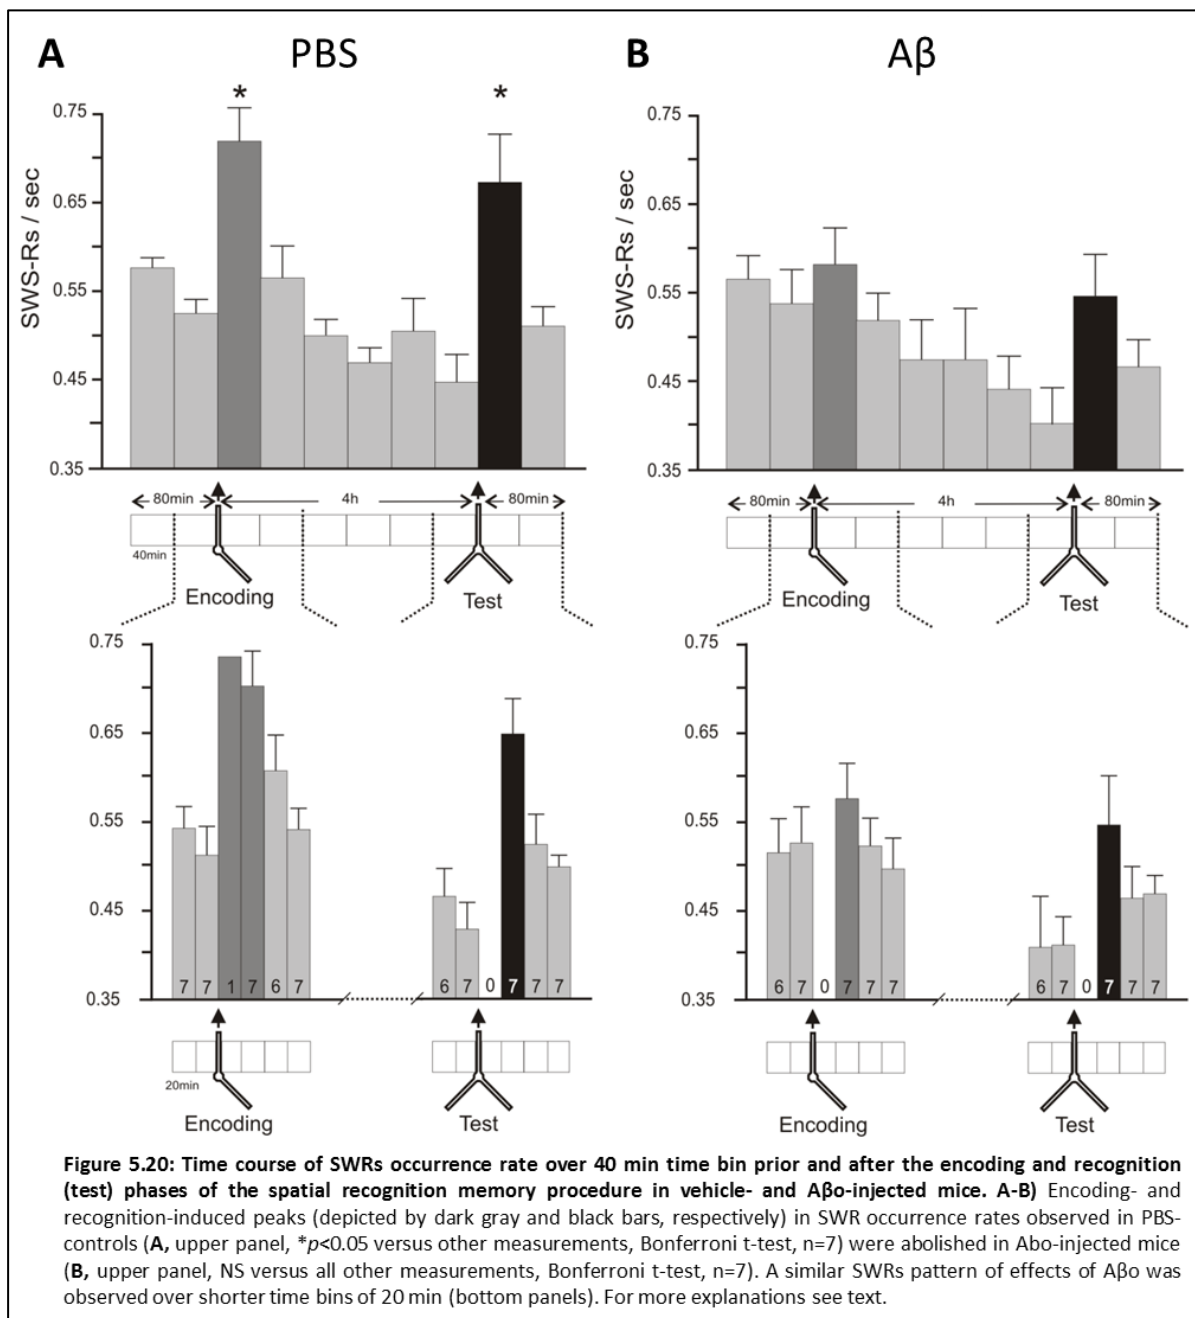 A PBS
B Aβ
* *
SWS-Rs / sec
0.75
0.65
0.55
0.45
0.35
80min 4h 80min
40min
Encoding Test
SWS-Rs / sec
0.75
0.65
0.55
0.45
0.35
80min 4h 80min
Encoding Test
0.75
0.65
0.55
0.45
0.35
7 7 1 7 6 7 6 7 0 7 7 7
20min
Encoding Test
0.75
0.65
0.55
0.45
0.35
6 7 0 7 7 7 6 7 0 7 7 7
Encoding Test
Figure 5.20: Time course of SWRs occurrence rate over 40 min time bin prior and after the encoding and recognition
(test) phases of the spatial recognition memory procedure in vehicle- and Aβo-injected mice. A-B) Encoding- and
recognition-induced peaks (depicted by dark gray and black bars, respectively) in SWR occurrence rates observed in PBS-
controls (A, upper panel, *p<0.05 versus other measurements, Bonferroni t-test, n=7) were abolished in Abo-injected mice
(B, upper panel, NS versus all other measurements, Bonferroni t-test, n=7). A similar SWRs pattern of effects of Aβo was
observed over shorter time bins of 20 min (bottom panels). For more explanations see text.